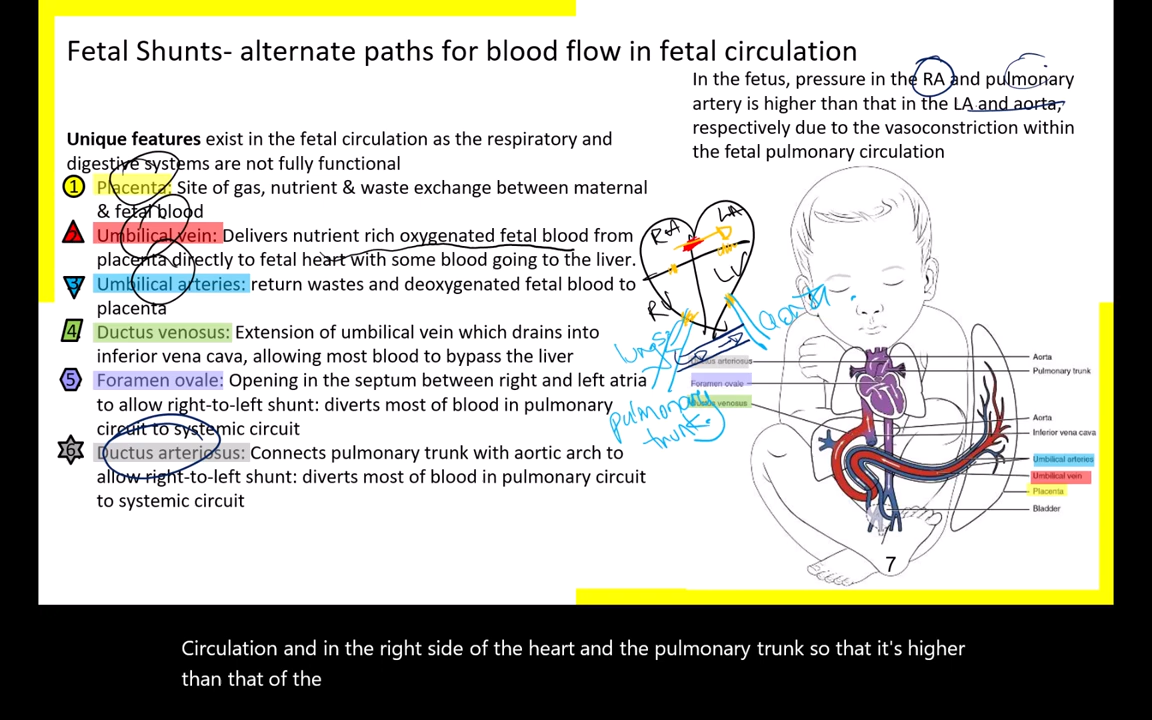 Fetal Shunts- alternate paths for blood flow in fetal circulation
In the fetus, pressure in the RA and pulmonary
artery is higher than that in the LA and aorta,
respectively due to the vasoconstriction within
the fetal pulmonary circulation
Unique features exist in the fetal circulation as the respiratory and
digestive systems are not fully functional
1 Placenta: Site of gas, nutrient & waste exchange between maternal
& fetal blood
2 Umbilical vein: Delivers nutrient rich oxygenated fetal blood from
placenta directly to fetal heart with some blood going to the liver.
3 Umbilical arteries: return wastes and deoxygenated fetal blood to
placenta
4 Ductus venosus: Extension of umbilical vein which drains into
inferior vena cava, allowing most blood to bypass the liver
5 Foramen ovale: Opening in the septum between right and left atria
to allow right-to-left shunt: diverts most of blood in pulmonary
circuit to systemic circuit
6 Ductus arteriosus: Connects pulmonary trunk with aortic arch to
allow right-to-left shunt: diverts most of blood in pulmonary circuit
to systemic circuit
RA
LA
RV
LV
aorta
lungs
pulmonary
trunk
Ductus arteriosus
Foramen ovale
Ductus venosus
Aorta
Pulmonary trunk
Aorta
Inferior vena cava
Umbilical arteries
Umbilical vein
Placenta
Bladder
7
Circulation and in the right side of the heart and the pulmonary trunk so that it's higher
than that of the